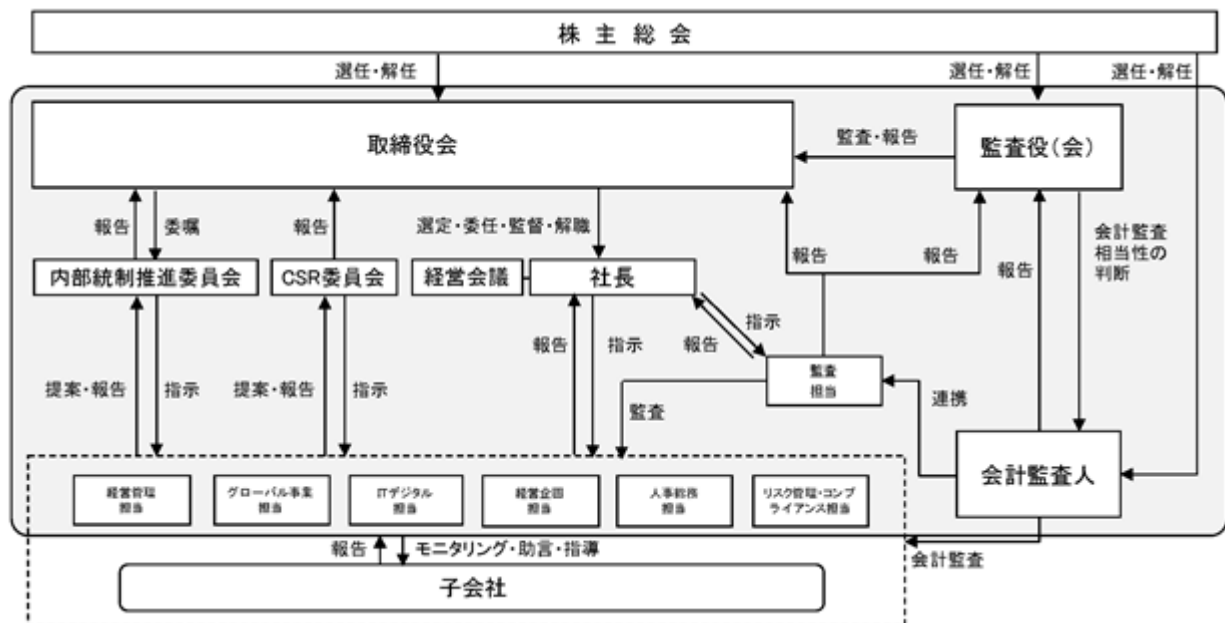 株主総会
選任・解任
選任・解任
選任・解任
取締役会
監査・報告
監査役(会)
報告
委嘱
報告
選定・委任・監督・解職
報告
報告
報告
会計監査
相当性の
判断
内部統制推進委員会
CSR委員会
経営会議
社長
指示
報告
報告
指示
提案・報告
指示
提案・報告
指示
監査
担当
監査
連携
会計監査人
経営管理
担当
グローバル事業
担当
ITデジタル
担当
経営企画
担当
人事総務
担当
リスク管理・コンプ
ライアンス担当
報告
モニタリング・助言・指導
会計監査
子会社